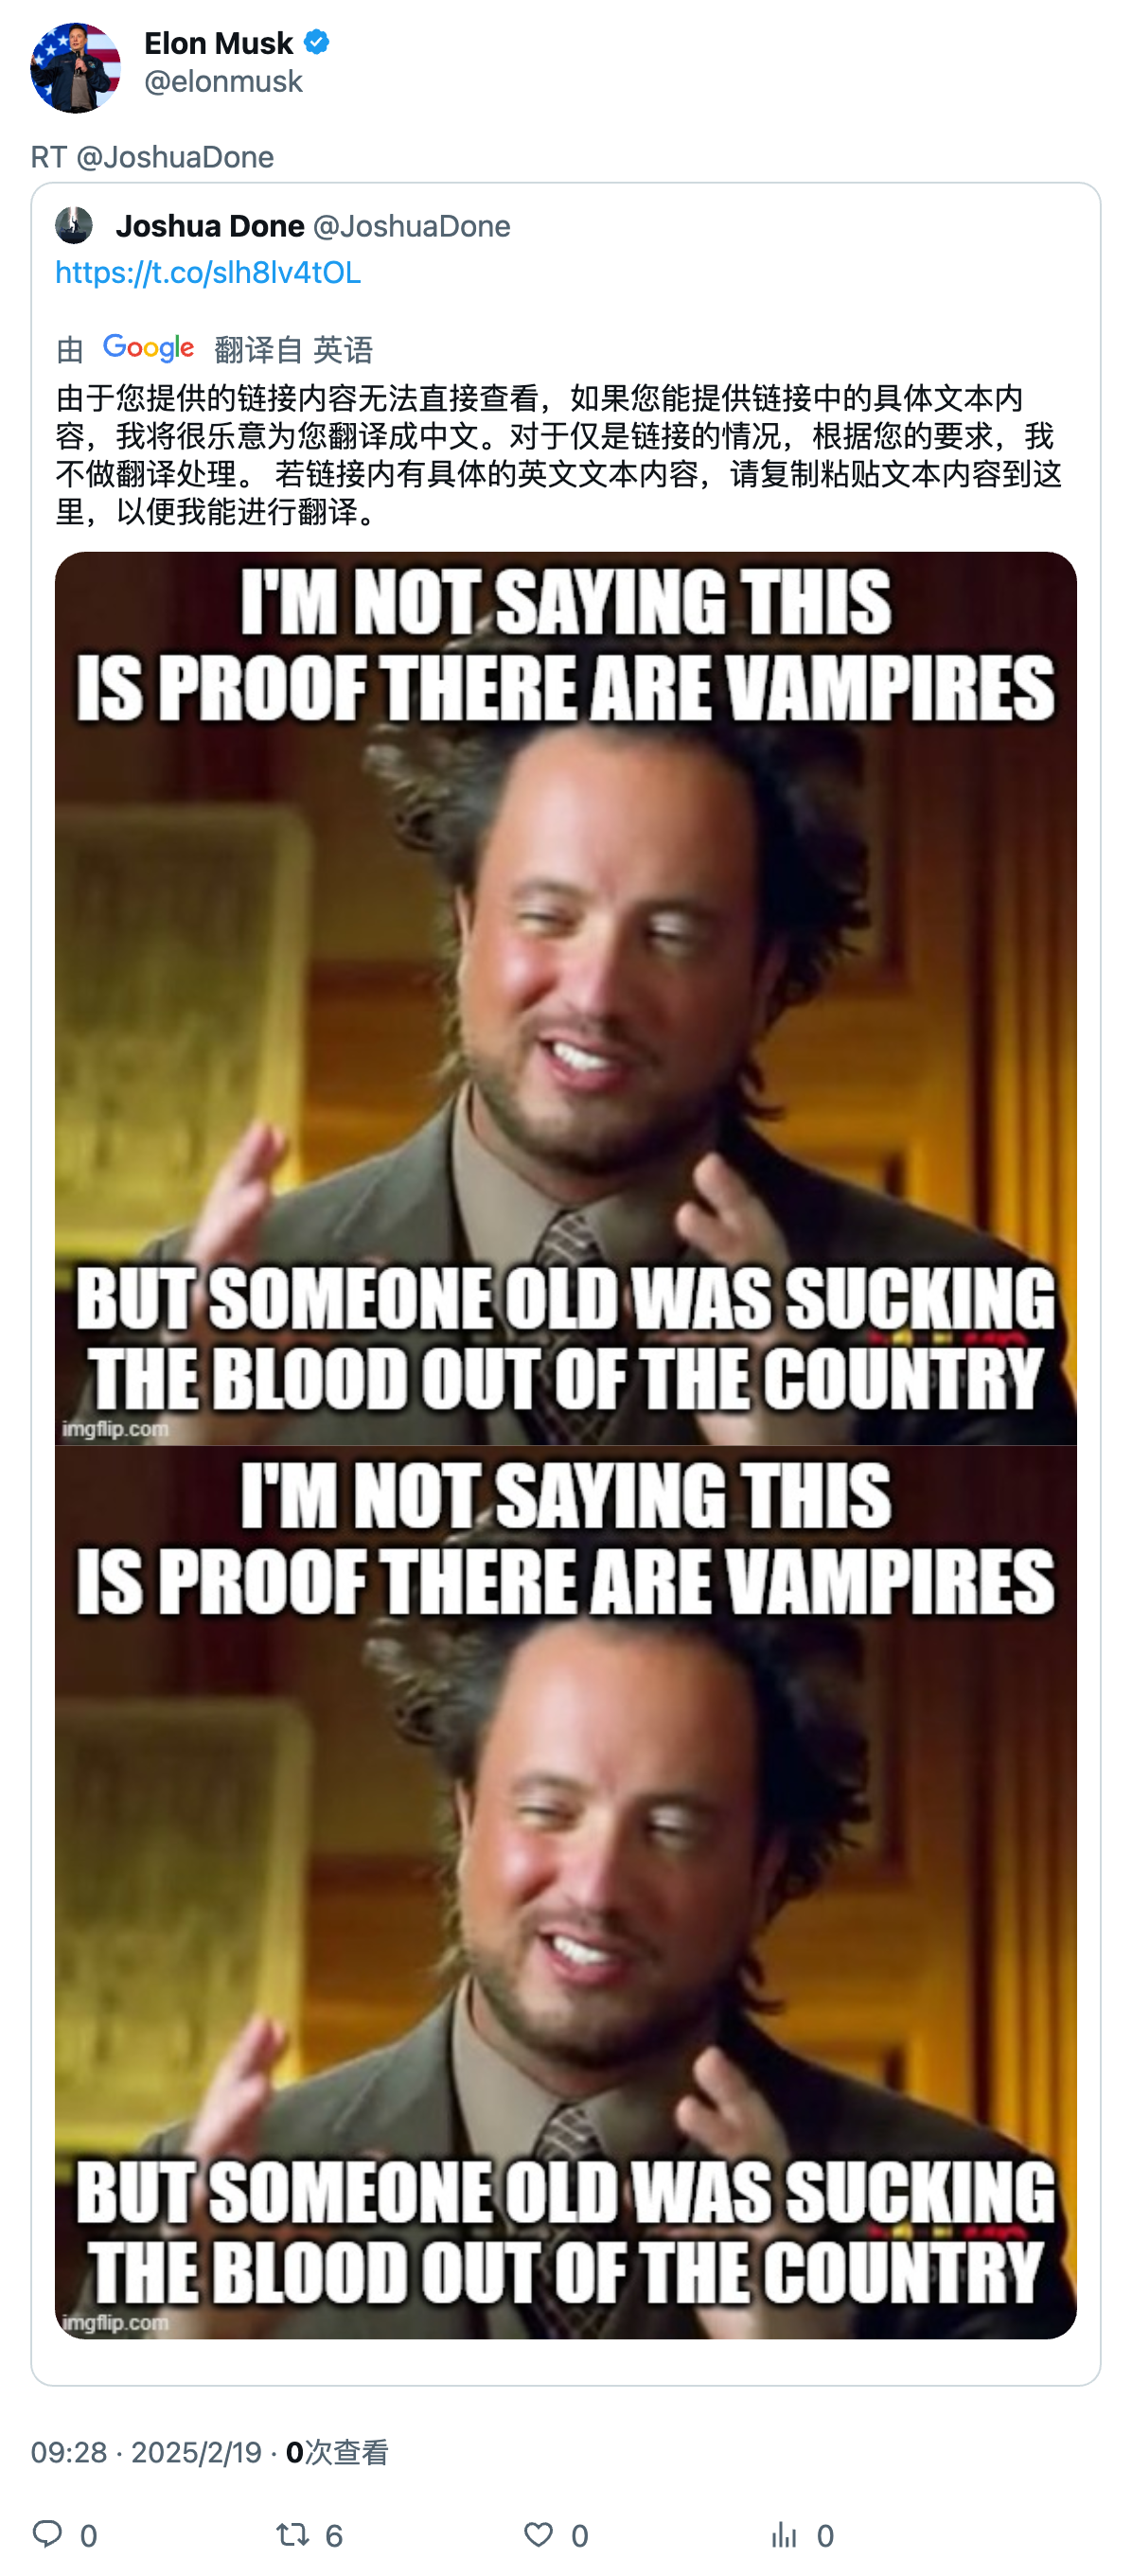 Elon Musk
@elonmusk
RT @JoshuaDone
Joshua Done @JoshuaDone
https://t.co/slh8lv4tOL
由 Google 翻译自 英语
由于您提供的链接内容无法直接查看，如果您能提供链接中的具体文本内
容，我将很乐意为您翻译成中文。对于仅是链接的情况，根据您的要求，我
不做翻译处理。 若链接内有具体的英文文本内容，请复制粘贴文本内容到这
里，以便我能进行翻译。
I'M NOT SAYING THIS
IS PROOF THERE ARE VAMPIRES
BUT SOMEONE OLD WAS SUCKING
THE BLOOD OUT OF THE COUNTRY
imgflip.com
I'M NOT SAYING THIS
IS PROOF THERE ARE VAMPIRES
BUT SOMEONE OLD WAS SUCKING
THE BLOOD OUT OF THE COUNTRY
imgflip.com
09:28 · 2025/2/19 · 0次查看
0 6 0 0